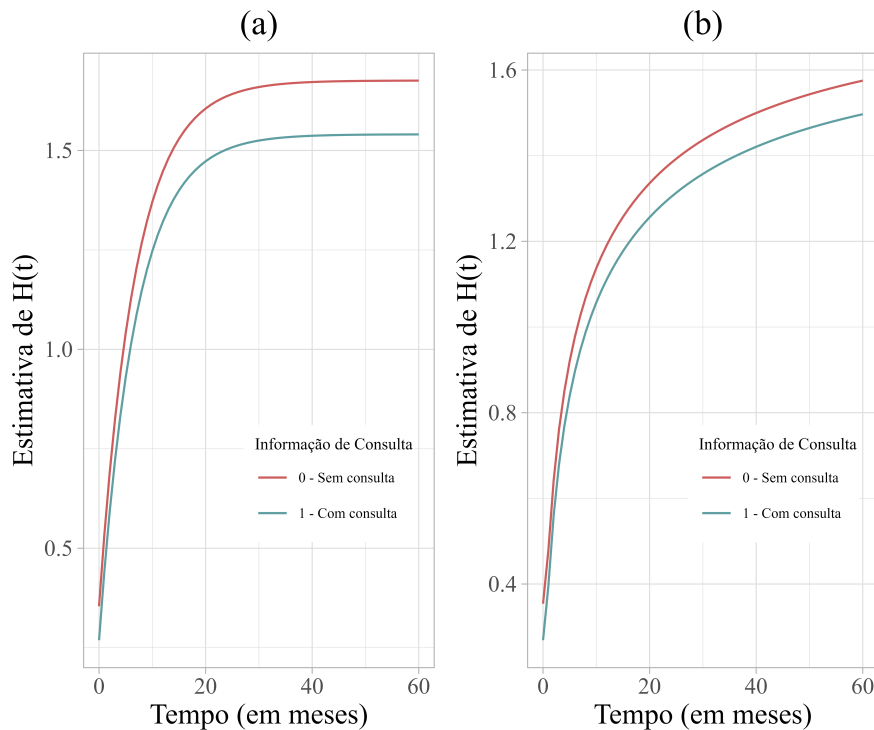 (a)
Estimativa de H(t)
1.5
1.0
0.5
Informação de Consulta
0 - Sem consulta
1 - Com consulta
0 20 40 60
Tempo (em meses)
(b)
Estimativa de H(t)
1.6
1.2
0.8
0.4
Informação de Consulta
0 - Sem consulta
1 - Com consulta
0 20 40 60
Tempo (em meses)